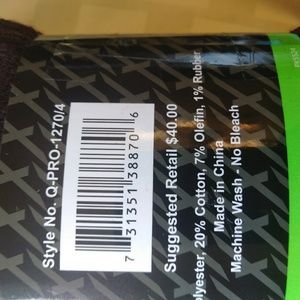 Style No. Q-PRO-1270/4
7 31351 38870 6
Suggested Retail $40.00
olyester, 20% Cotton, 7% Olefin, 1% Rubber
Made in China
Machine Wash - No Bleach